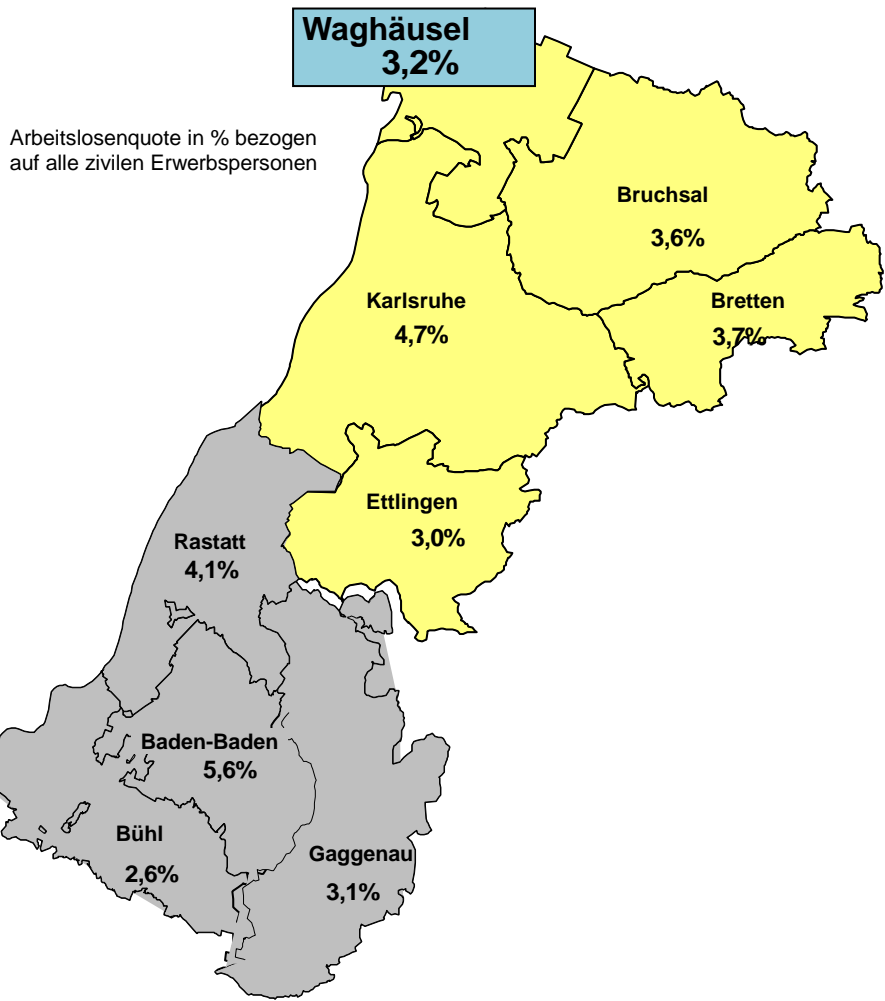 Waghäusel
3,2%
Arbeitslosenquote in % bezogen
auf alle zivilen Erwerbspersonen
Bruchsal
3,6%
Karlsruhe
4,7%
Bretten
3,7%
Ettlingen
3,0%
Rastatt
4,1%
Baden-Baden
5,6%
Bühl
2,6%
Gaggenau
3,1%